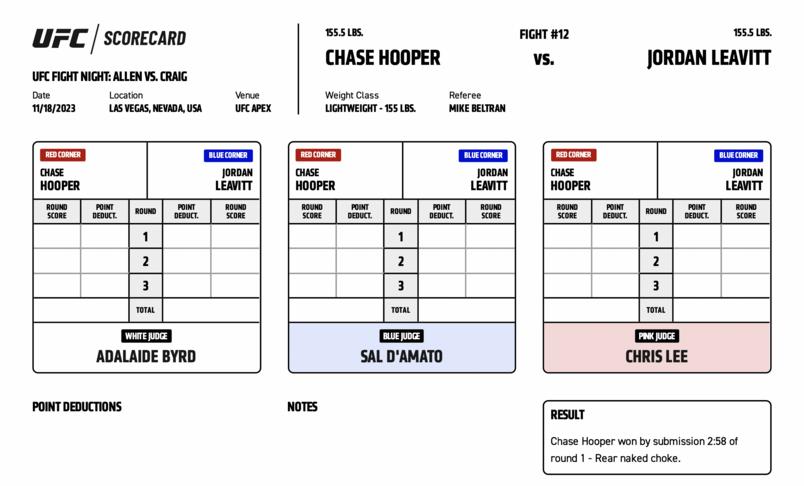 UFC / SCORECARD
UFC FIGHT NIGHT: ALLEN VS. CRAIG
Date Location Venue
11/18/2023 LAS VEGAS, NEVADA, USA UFC APEX
155.5 LBS. FIGHT #12 155.5 LBS.
CHASE HOOPER VS. JORDAN LEAVITT
Weight Class Referee
LIGHTWEIGHT - 155 LBS. MIKE BELTRAN
RED CORNER BLUE CORNER
CHASE JORDAN
HOOPER LEAVITT
ROUND POINT ROUND POINT ROUND
SCORE DEDUCT. DEDUCT. SCORE
1
2
3
TOTAL
WHITE JUDGE
ADALAIDE BYRD
RED CORNER BLUE CORNER
CHASE JORDAN
HOOPER LEAVITT
ROUND POINT ROUND POINT ROUND
SCORE DEDUCT. DEDUCT. SCORE
1
2
3
TOTAL
BLUE JUDGE
SAL D'AMATO
RED CORNER BLUE CORNER
CHASE JORDAN
HOOPER LEAVITT
ROUND POINT ROUND POINT ROUND
SCORE DEDUCT. DEDUCT. SCORE
1
2
3
TOTAL
PINK JUDGE
CHRIS LEE
POINT DEDUCTIONS
NOTES
RESULT
Chase Hooper won by submission 2:58 of
round 1 - Rear naked choke.